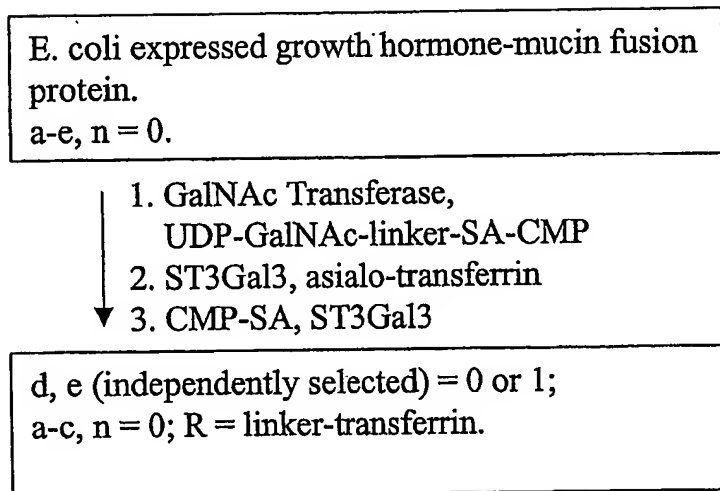 E. coli expressed growth hormone-mucin fusion
protein.
a-e, n = 0.
1. GalNAc Transferase,
UDP-GalNAc-linker-SA-CMP
2. ST3Gal3, asialo-transferrin
3. CMP-SA, ST3Gal3
d, e (independently selected) = 0 or 1;
a-c, n = 0; R = linker-transferrin.